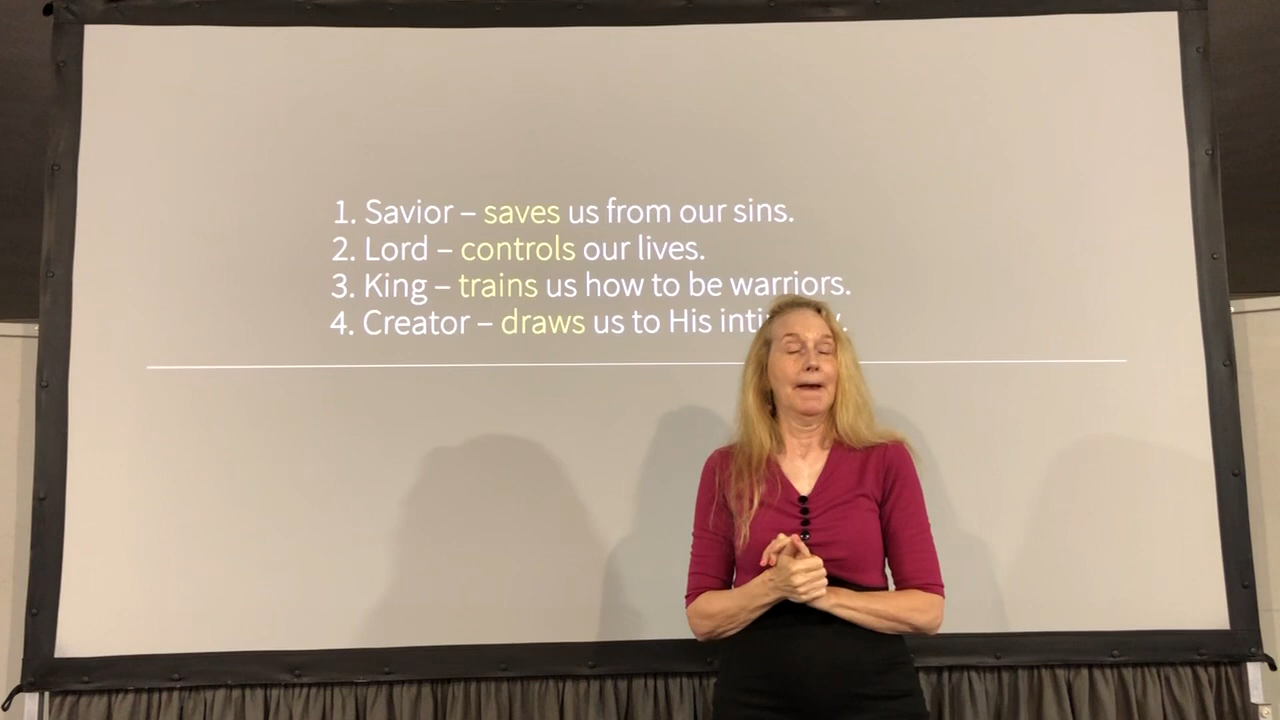 1. Savior – saves us from our sins.
2. Lord – controls our lives.
3. King – trains us how to be warriors.
4. Creator – draws us to His